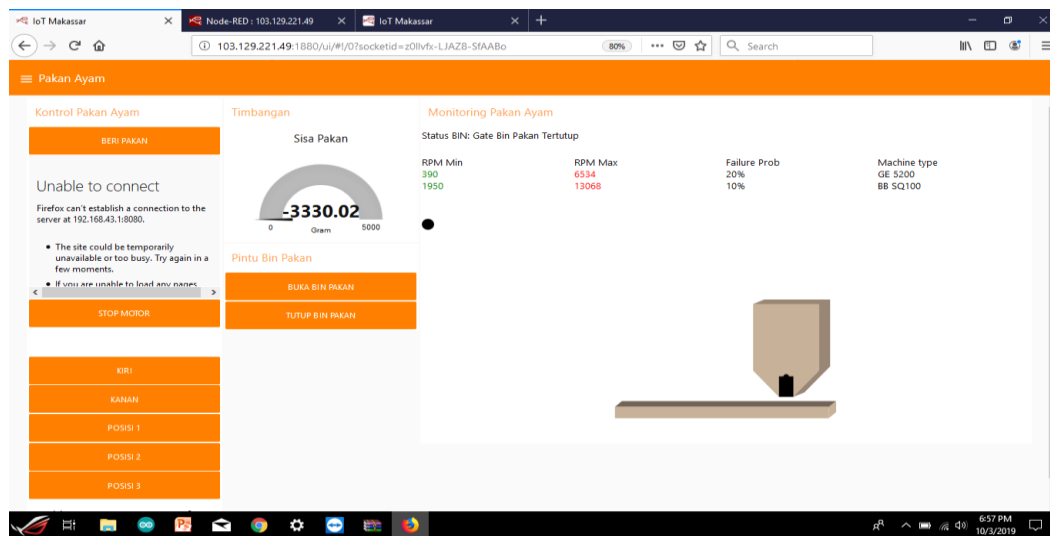 IoT Makassar
Node-RED : 103.129.221.49
IoT Makassar
103.129.221.49:1880/ui/#!/0?socketid=
80%
Search
Pakan Ayam
Kontrol Pakan Ayam
BERI PAKAN
Unable to connect
Firefox can't establish a connection to the
server at 192.168.43.1:8080.
The site could be temporarily
unavailable or too busy. Try again in a
few moments.
If you are unable to load any pages
STOP MOTOR
KIRI
KANAN
POSISI 1
POSISI 2
POSISI 3
Timbangan
Sisa Pakan
-3330.02
0 Gram 5000
Pintu Bin Pakan
BUKA BIN PAKAN
TUTUP BIN PAKAN
Monitoring Pakan Ayam
Status BIN: Gate Bin Pakan Tertutup
RPM Min RPM Max Failure Prob Machine type
390 6534 20% GE 5200
1950 13068 10% BB SQ100
6:57 PM
10/3/2019